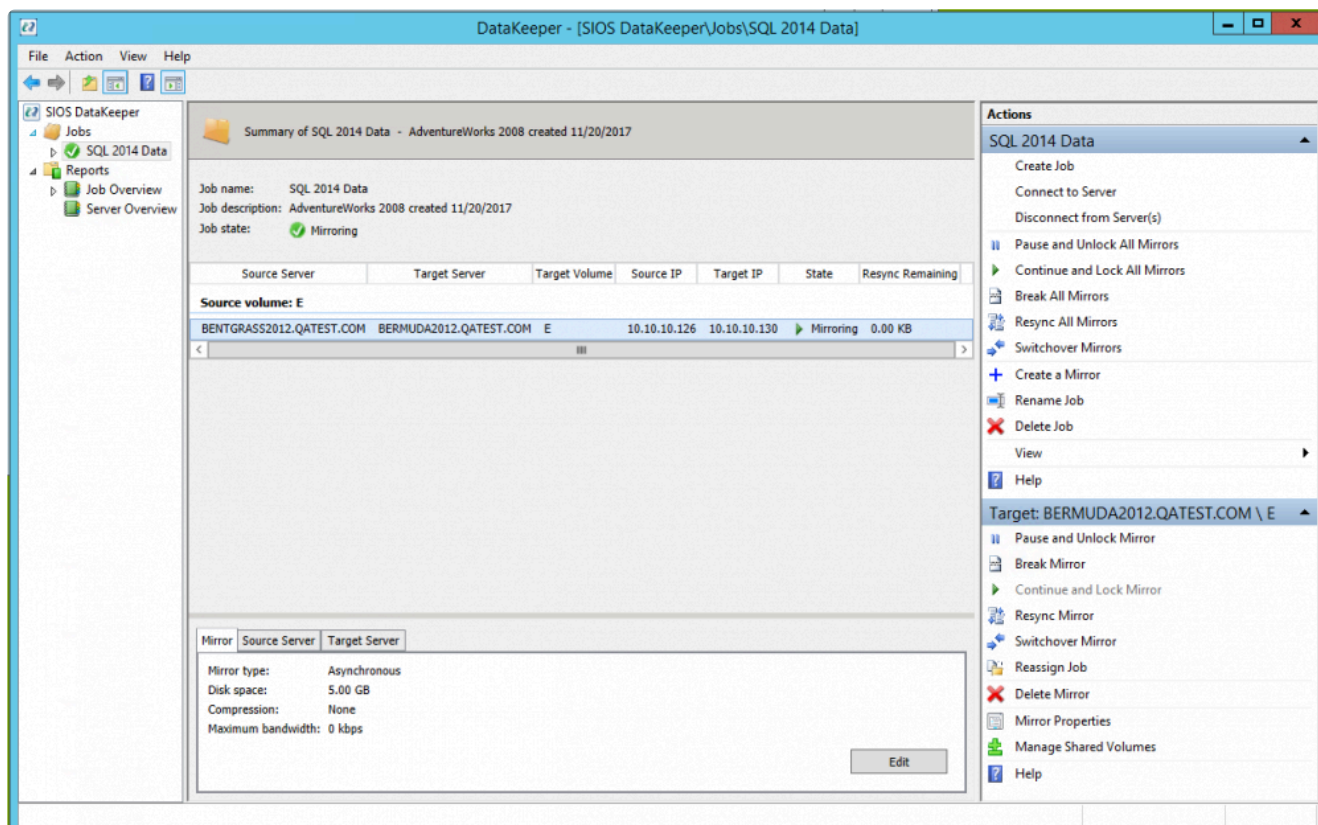 DataKeeper - [SIOS DataKeeper\Jobs\SQL 2014 Data]
File Action View Help
SIOS DataKeeper
Jobs
SQL 2014 Data
Reports
Job Overview
Server Overview
Summary of SQL 2014 Data - AdventureWorks 2008 created 11/20/2017
Job name: SQL 2014 Data
Job description: AdventureWorks 2008 created 11/20/2017
Job state: Mirroring
Source Server Target Server Target Volume Source IP Target IP State Resync Remaining
Source volume: E
BENTGRASS2012.QATEST.COM BERMUDA2012.QATEST.COM E 10.10.10.126 10.10.10.130 Mirroring 0.00 KB
Mirror Source Server Target Server
Mirror type: Asynchronous
Disk space: 5.00 GB
Compression: None
Maximum bandwidth: 0 kbps
Edit
Actions
SQL 2014 Data
Create Job
Connect to Server
Disconnect from Server(s)
Pause and Unlock All Mirrors
Continue and Lock All Mirrors
Break All Mirrors
Resync All Mirrors
Switchover Mirrors
Create a Mirror
Rename Job
Delete Job
View
Help
Target: BERMUDA2012.QATEST.COM \ E
Pause and Unlock Mirror
Break Mirror
Continue and Lock Mirror
Resync Mirror
Switchover Mirror
Reassign Job
Delete Mirror
Mirror Properties
Manage Shared Volumes
Help